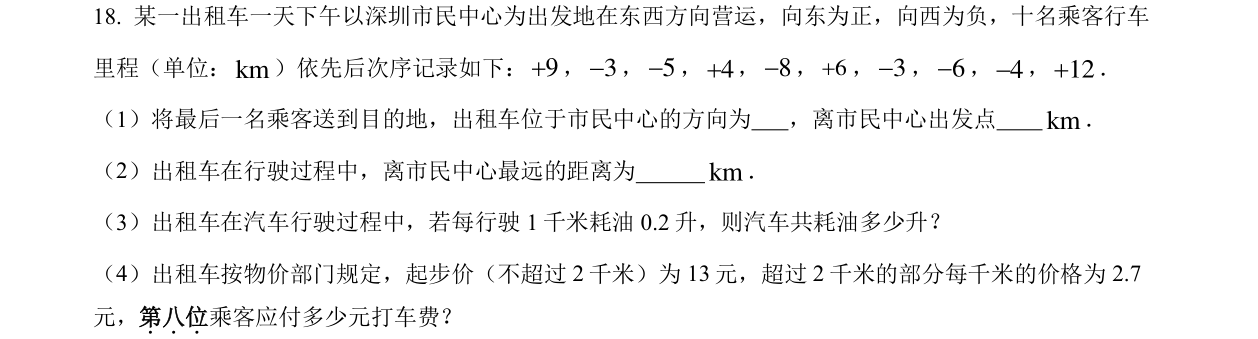 18. 某一出租车一天下午以深圳市民中心为出发地在东西方向营运，向东为正，向西为负，十名乘客行车
里程（单位：km）依先后次序记录如下：+9，−3，−5，+4，−8，+6，−3，−6，−4，+12．
（1）将最后一名乘客送到目的地，出租车位于市民中心的方向为___，离市民中心出发点____km．
（2）出租车在行驶过程中，离市民中心最远的距离为______km．
（3）出租车在汽车行驶过程中，若每行驶 1 千米耗油 0.2 升，则汽车共耗油多少升？
（4）出租车按物价部门规定，起步价（不超过 2 千米）为 13 元，超过 2 千米的部分每千米的价格为 2.7
元，第八位乘客应付多少元打车费？